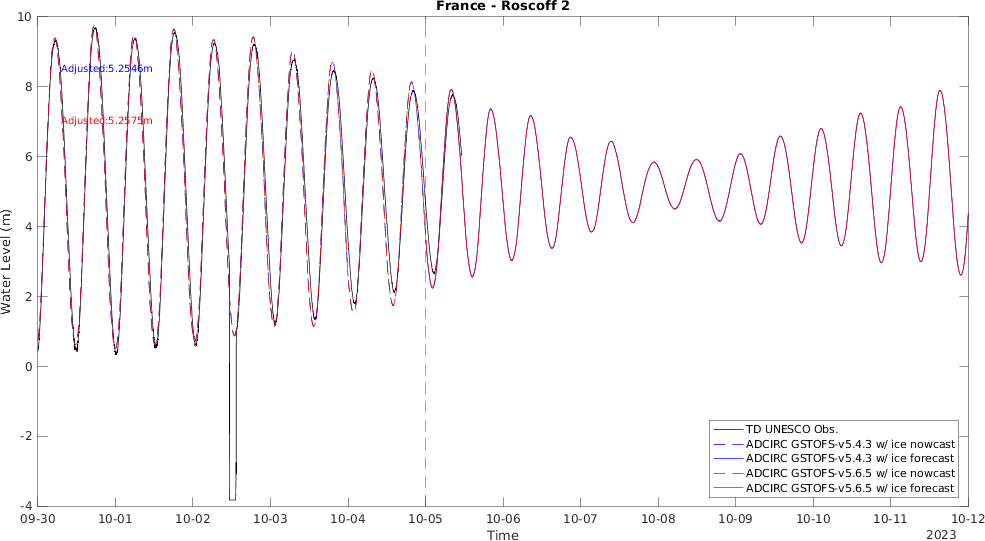 France - Roscoff 2
10
8
6
4
2
0
-2
-4
Water Level (m)
Adjusted:5.2546m
Adjusted:5.2575m
TD UNESCO Obs.
ADCIRC GSTOFS-v5.4.3 w/ ice nowcast
ADCIRC GSTOFS-v5.4.3 w/ ice forecast
ADCIRC GSTOFS-v5.6.5 w/ ice nowcast
ADCIRC GSTOFS-v5.6.5 w/ ice forecast
09-30 10-01 10-02 10-03 10-04 10-05 10-06 10-07 10-08 10-09 10-10 10-11 10-12
Time
2023